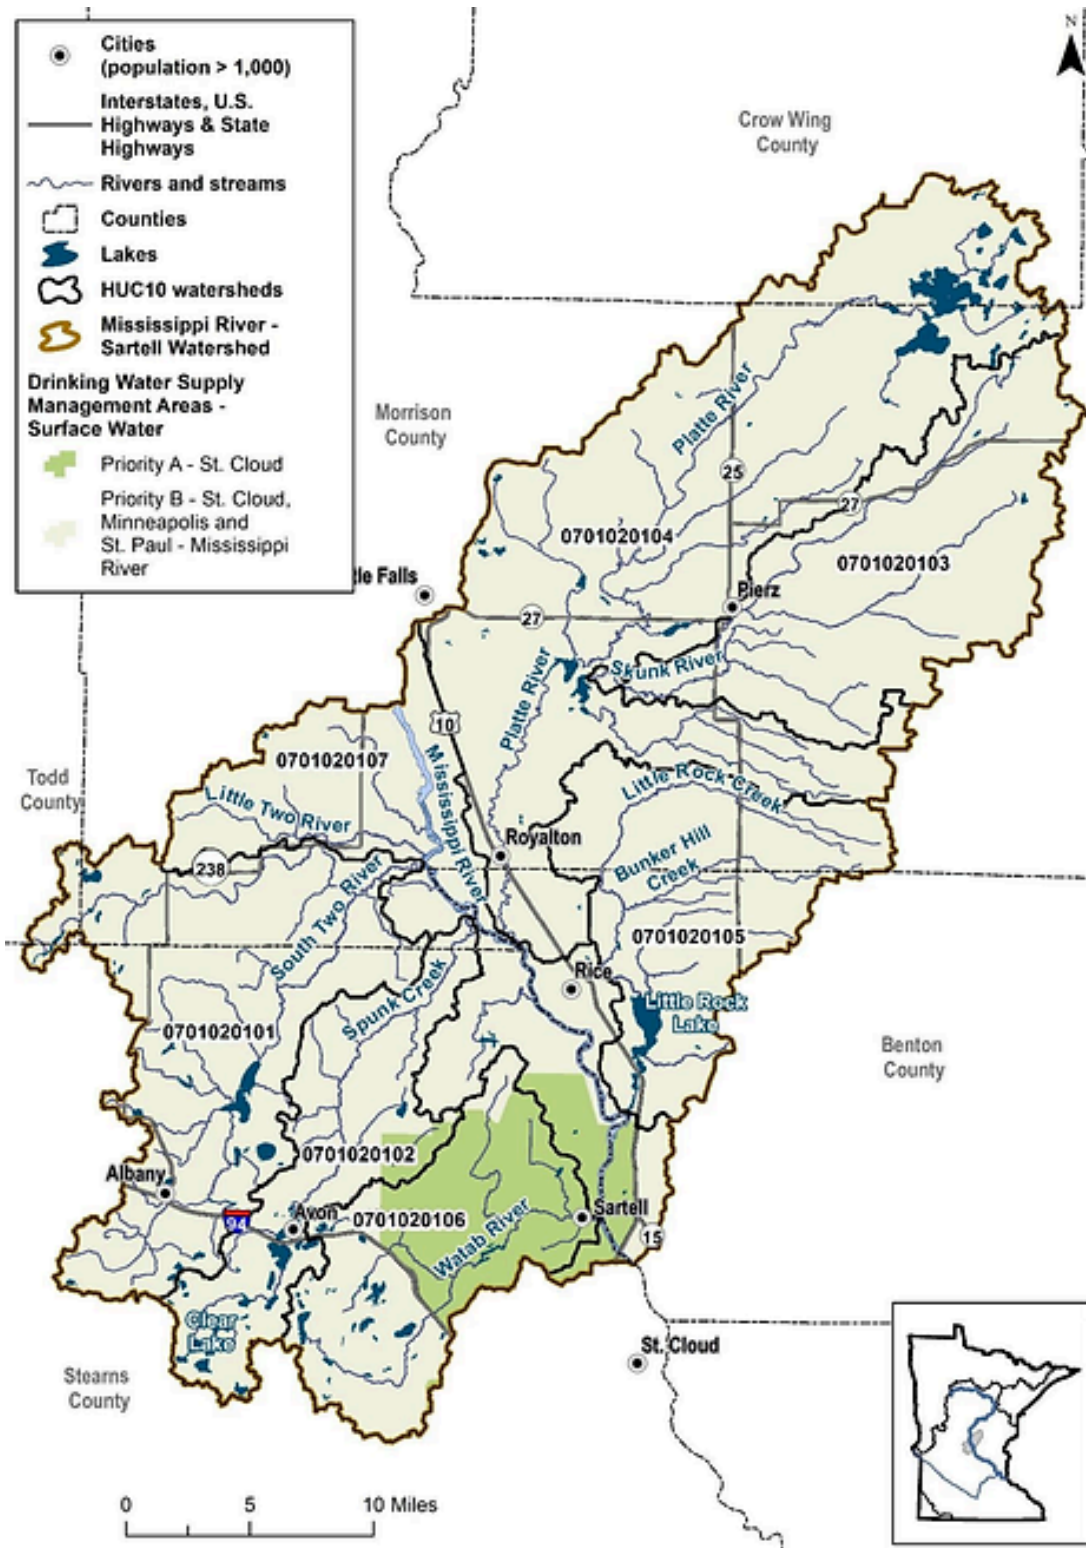 Cities
(population > 1,000)
Interstates, U.S.
Highways & State
Highways
Rivers and streams
Counties
Lakes
HUC10 watersheds
Mississippi River -
Sartell Watershed
Drinking Water Supply
Management Areas -
Surface Water
Priority A - St. Cloud
Priority B - St. Cloud,
Minneapolis and
St. Paul - Mississippi
River
N
Crow Wing
County
Morrison
County
Platte River
25
27
0701020104
0701020103
tle Falls
Pierz
27
Skunk River
Platte River
10
Mississippi River
0701020107
Todd
County
Little Two River
Little Rock Creek
Royalton
238
Bunker Hill
Creek
South Two River
0701020105
Rice
Spunk Creek
Little Rock
Lake
0701020101
Benton
County
0701020102
Albany
94
Avon
0701020106
Sartell
Watab River
15
Clear
Lake
St. Cloud
Stearns
County
0
5
10 Miles